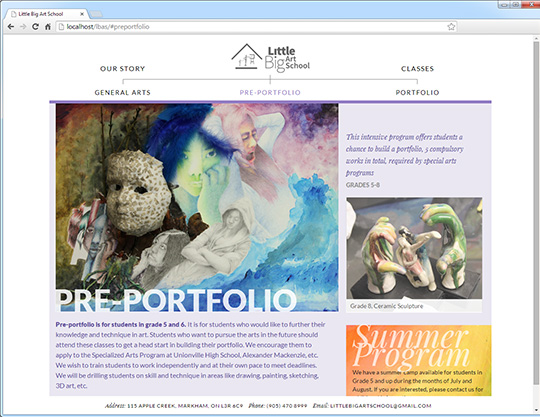 Little Big Art School
localhost/lbas/#preportfolio
Little
Big Art
School
OUR STORY
CLASSES
GENERAL ARTS
PRE-PORTFOLIO
PORTFOLIO
This intensive program offers students a
chance to build a portfolio, 5 compulsory
works in total, required by special arts
programs
GRADES 5-8
Grade 8, Ceramic Sculpture
PRE-PORTFOLIO
Pre-portfolio is for students in grade 5 and 6. It is for students who would like to further their
knowledge and technique in art. Students who want to pursue the arts in the future should
attend these classes to get a head start in building their portfolio. We encourage them to
apply to the Specialized Arts Program at Unionville High School, Alexander Mackenzie, etc.
We wish to train students to work independently and at their own pace to meet deadlines.
We will be drilling students on skill and technique in areas like drawing, painting, sketching,
3D art, etc.
Summer
Program
We have a summer camp available for students in
Grade 5 and up during the months of July and
August. If you are interested, please contact us for
Address: 115 APPLE CREEK, MARKHAM, ON L3R 6C9 Phone: (905) 470 8999 Email: LITTLEBIGARTSCHOOL@GMAIL.COM